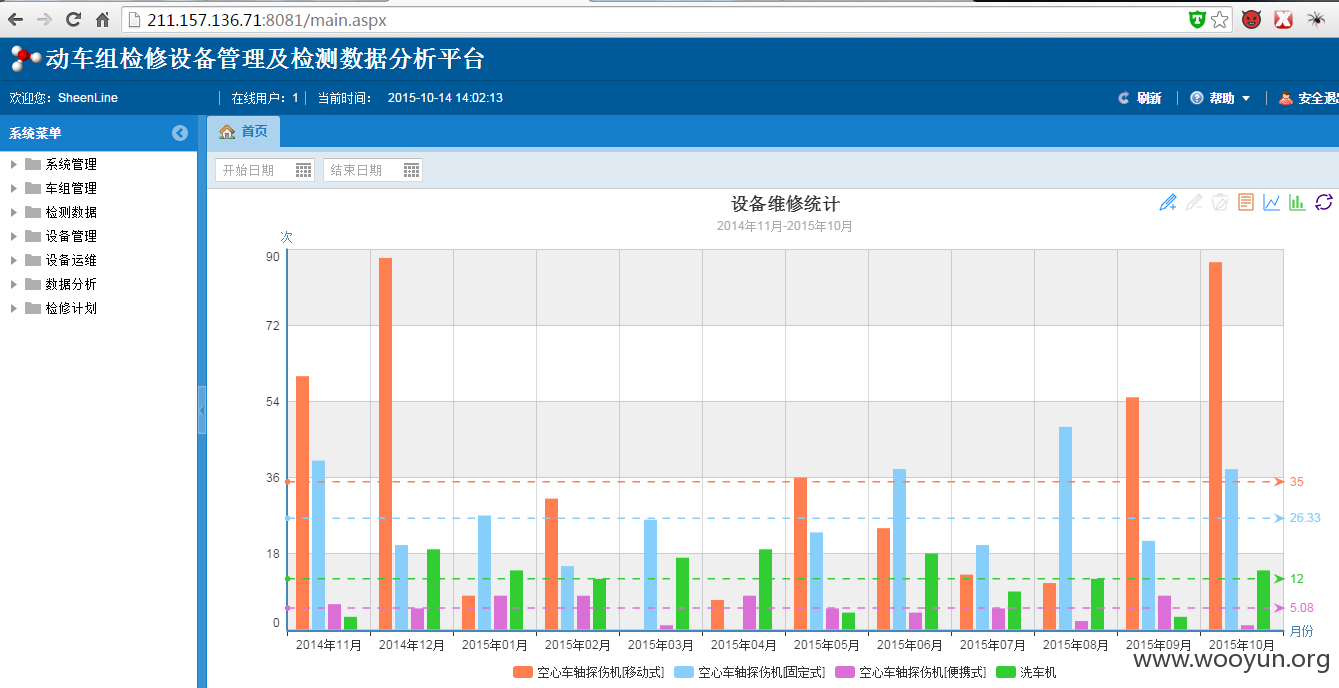 211.157.136.71:8081/main.aspx
动车组检修设备管理及检测数据分析平台
欢迎您：SheenLine 在线用户：1 当前时间： 2015-10-14 14:02:13 刷新 帮助 安全退
系统菜单 首页
系统管理
车组管理
检测数据
设备管理
设备运维
数据分析
检修计划
开始日期 结束日期
设备维修统计
2014年11月-2015年10月
次
90
72
54
36
18
0
35
26.33
12
5.08
月份
2014年11月 2014年12月 2015年01月 2015年02月 2015年03月 2015年04月 2015年05月 2015年06月 2015年07月 2015年08月 2015年09月 2015年10月
空心车轴探伤机[移动式] 空心车轴探伤机[固定式] 空心车轴探伤机[便携式] 洗车机
www.wooyun.org